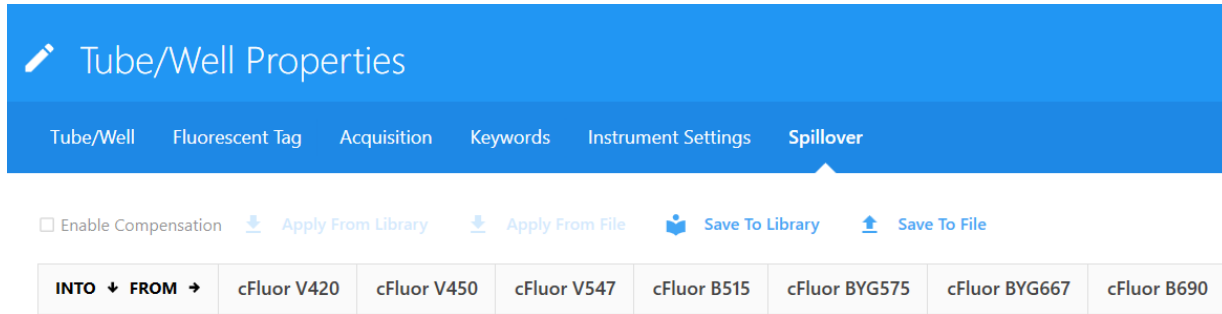 Tube/Well Properties
Tube/Well Fluorescent Tag Acquisition Keywords Instrument Settings Spillover
Enable Compensation Apply From Library Apply From File Save To Library Save To File
INTO ↓ FROM → cFluor V420 cFluor V450 cFluor V547 cFluor B515 cFluor BYG575 cFluor BYG667 cFluor B690